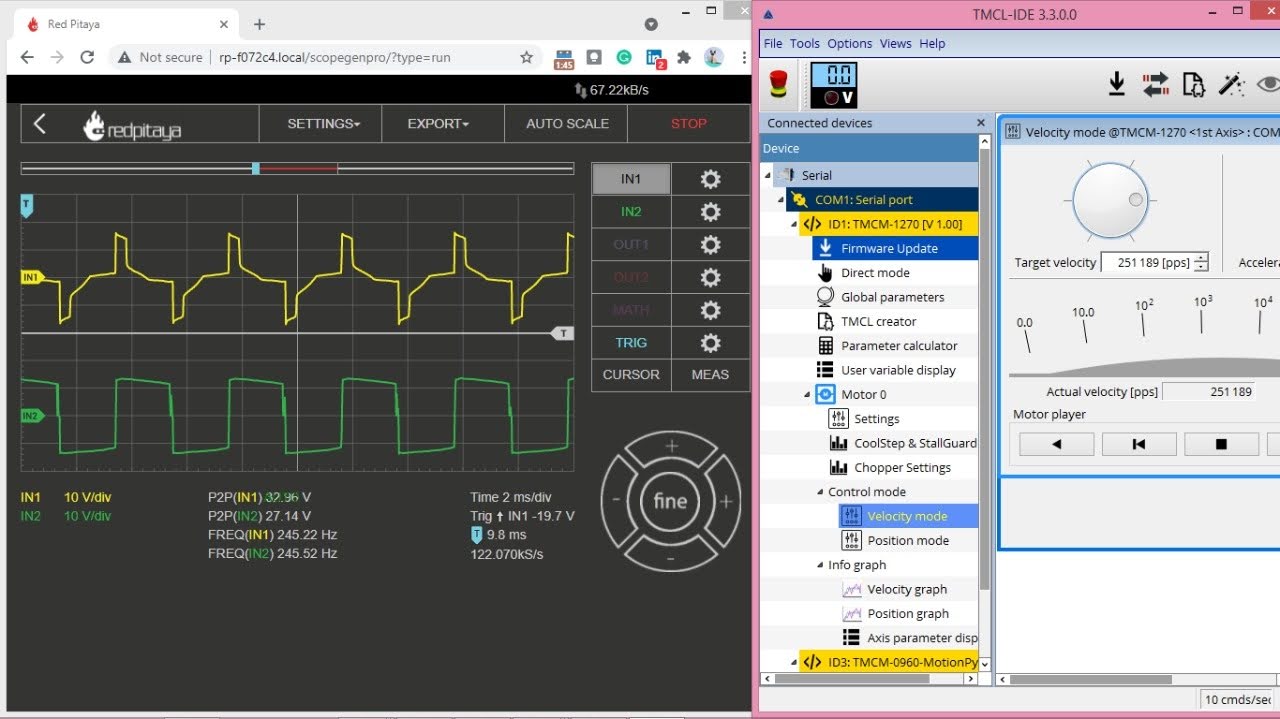 Red Pitaya
Not secure
rp-f072c4.local/scopegenpro/?type=run
1:45
2
67.22kB/s
redpitaya
SETTINGS
EXPORT
AUTO SCALE
STOP
T
IN1
IN2
T
IN1
IN2
OUT1
OUT2
MATH
TRIG
CURSOR
MEAS
fine
IN1 10 V/div
IN2 10 V/div
P2P(IN1) 32.96 V
P2P(IN2) 27.14 V
FREQ(IN1) 245.22 Hz
FREQ(IN2) 245.52 Hz
Time 2 ms/div
Trig IN1 -19.7 V
T 9.8 ms
122.070kS/s
TMCL-IDE 3.3.0.0
File Tools Options Views Help
0.0
V
Connected devices
Device
Serial
COM1: Serial port
ID1: TMCM-1270 [V 1.00]
Firmware Update
Direct mode
Global parameters
TMCL creator
Parameter calculator
User variable display
Motor 0
Settings
CoolStep & StallGuard
Chopper Settings
Control mode
Velocity mode
Position mode
Info graph
Velocity graph
Position graph
Axis parameter disp
ID3: TMCM-0960-MotionPy
Velocity mode @TMCM-1270 <1st Axis> : COM
Target velocity 251 189 [pps]
Accelera
0.0 10.0 10² 10³ 10⁴
Actual velocity [pps] 251 189
Motor player
10 cmds/sec